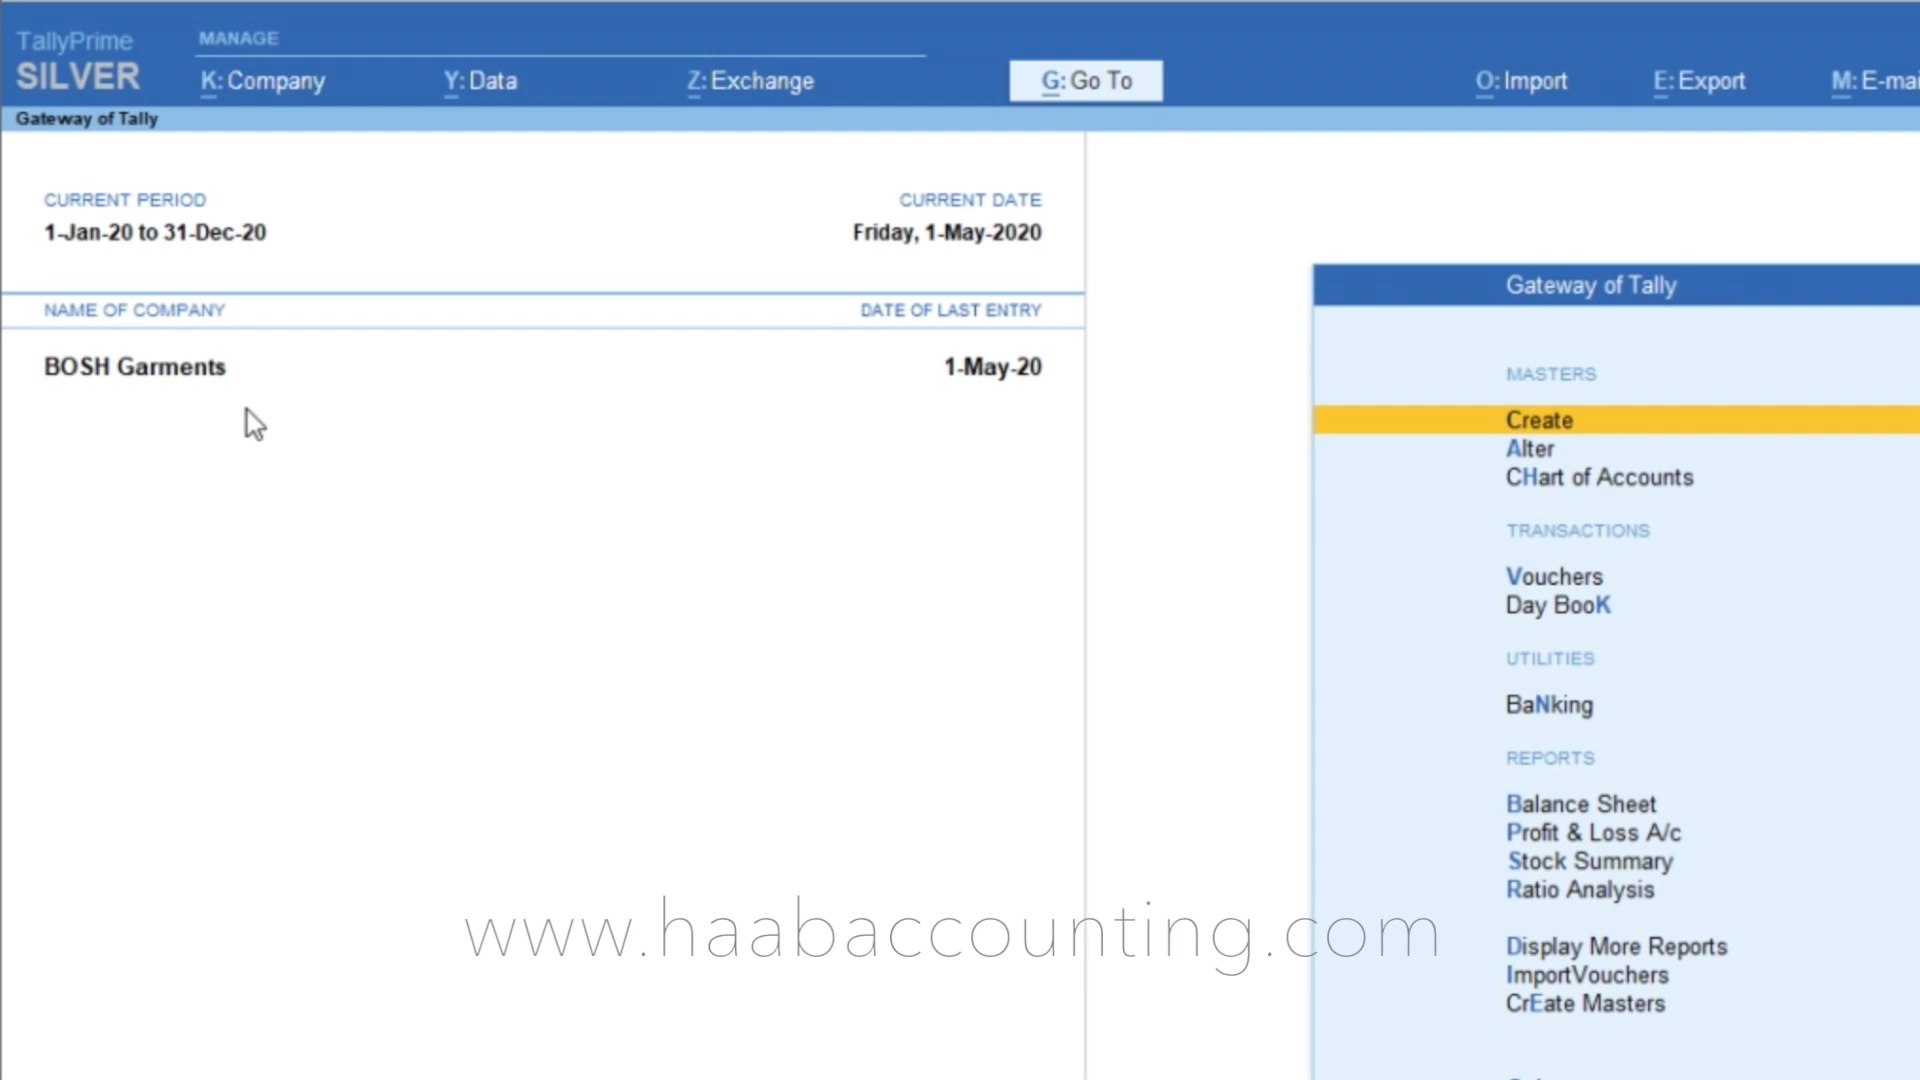 TallyPrime
SILVER
MANAGE
K: Company
Y: Data
Z: Exchange
G: Go To
O: Import
E: Export
M: E-mai
Gateway of Tally
CURRENT PERIOD
CURRENT DATE
1-Jan-20 to 31-Dec-20
Friday, 1-May-2020
NAME OF COMPANY
DATE OF LAST ENTRY
BOSH Garments
1-May-20
Gateway of Tally
MASTERS
Create
Alter
CHart of Accounts
TRANSACTIONS
Vouchers
Day BooK
UTILITIES
BaNking
REPORTS
Balance Sheet
Profit & Loss A/c
Stock Summary
Ratio Analysis
Display More Reports
ImportVouchers
CrEate Masters
www.haabaccounting.com